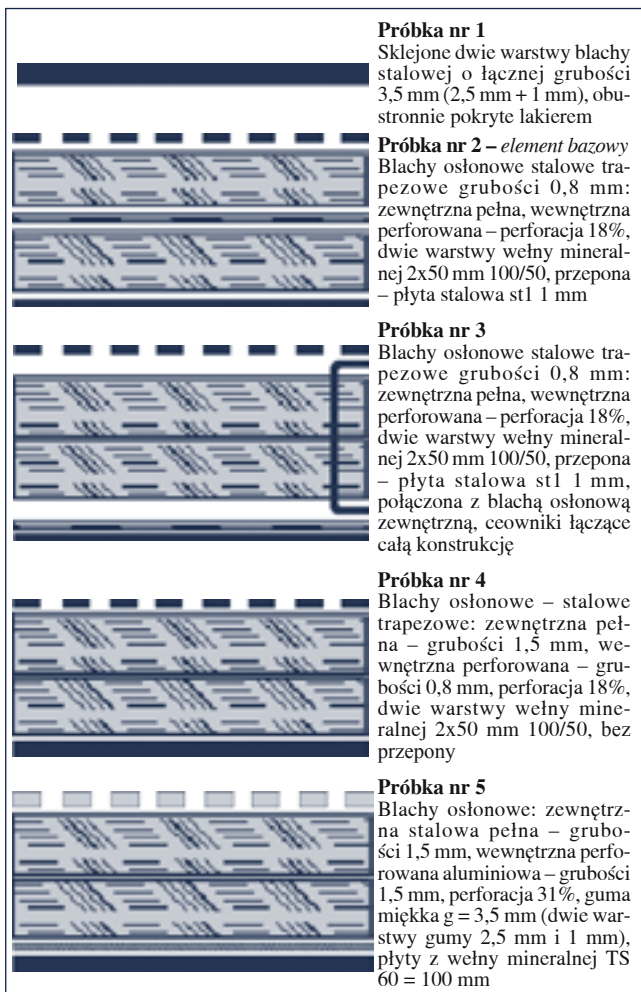 Próbka nr 1
Sklejone dwie warstwy blachy
stalowej o łącznej grubości
3,5 mm (2,5 mm + 1 mm), obu-
stronnie pokryte lakierem
Próbka nr 2 – element bazowy
Blachy osłonowe stalowe tra-
pezowe grubości 0,8 mm:
zewnętrzna pełna, wewnętrzna
perforowana – perforacja 18%,
dwie warstwy wełny mineral-
nej 2x50 mm 100/50, przepona
– płyta stalowa st1 1 mm
Próbka nr 3
Blachy osłonowe stalowe tra-
pezowe grubości 0,8 mm:
zewnętrzna pełna, wewnętrzna
perforowana – perforacja 18%,
dwie warstwy wełny mineral-
nej 2x50 mm 100/50, przepona
– płyta stalowa st1 1 mm,
połączona z blachą osłonową
zewnętrzną, ceowniki łączące
całą konstrukcję
Próbka nr 4
Blachy osłonowe – stalowe
trapezowe: zewnętrzna peł-
na – grubości 1,5 mm, we-
wnętrzna perforowana – gru-
bości 0,8 mm, perforacja 18%,
dwie warstwy wełny mine-
ralnej 2x50 mm 100/50, bez
przepony
Próbka nr 5
Blachy osłonowe: zewnętrz-
na stalowa pełna – grubo-
ści 1,5 mm, wewnętrzna perfo-
rowana aluminiowa – grubości
1,5 mm, perforacja 31%, guma
miękka g = 3,5 mm (dwie war-
stwy gumy 2,5 mm i 1 mm),
płyty z wełny mineralnej TS
60 = 100 mm